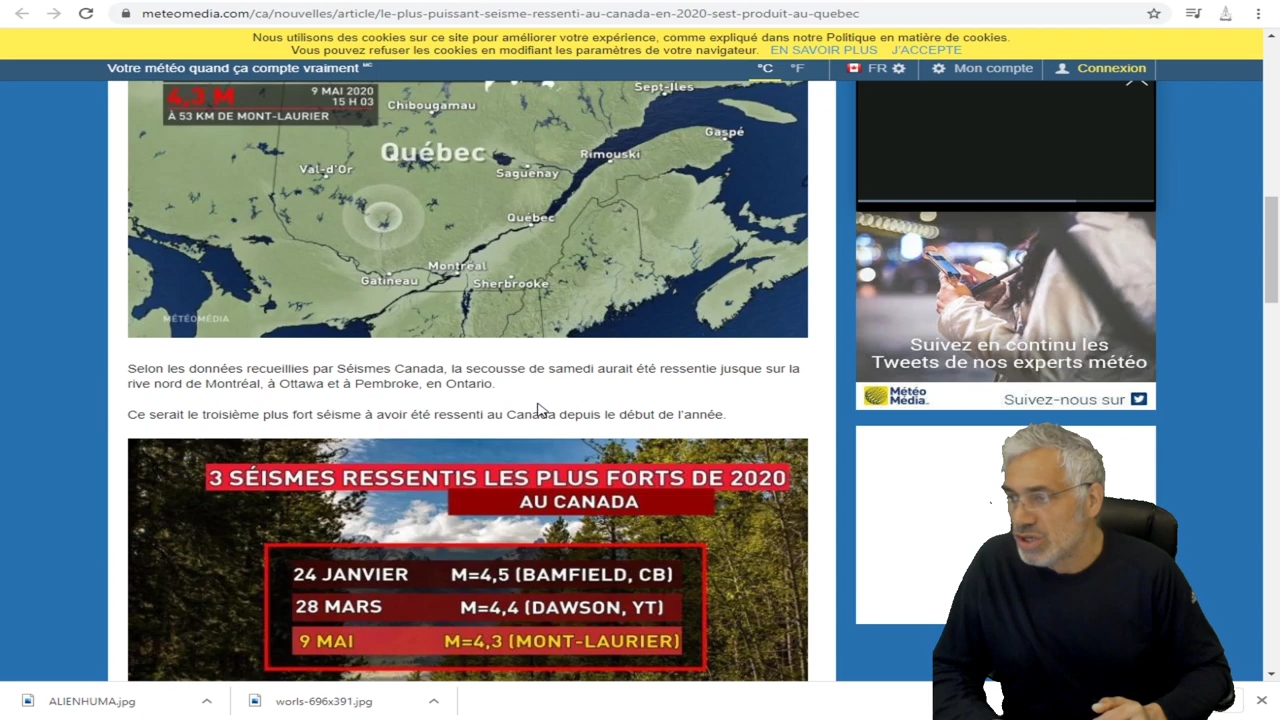 meteomedia.com/ca/nouvelles/article/le-plus-puissant-seisme-ressenti-au-canada-en-2020-sest-produit-au-quebec
Nous utilisons des cookies sur ce site pour améliorer votre expérience, comme expliqué dans notre Politique en matière de cookies.
Vous pouvez refuser les cookies en modifiant les paramètres de votre navigateur. EN SAVOIR PLUS J'ACCEPTE
Votre météo quand ça compte vraiment MC
°C °F FR Mon compte Connexion
4,3 M
9 MAI 2020
15 H 03
À 53 KM DE MONT-LAURIER
Sept-Îles
Chibougamau
Gaspé
Québec
Rimouski
Val-d'Or
Saguenay
Québec
Montréal
Gatineau
Sherbrooke
MÉTÉOMÉDIA
Selon les données recueillies par Séismes Canada, la secousse de samedi aurait été ressentie jusque sur la
rive nord de Montréal, à Ottawa et à Pembroke, en Ontario.
Ce serait le troisième plus fort séisme à avoir été ressenti au Canada depuis le début de l'année.
3 SÉISMES RESSENTIS LES PLUS FORTS DE 2020
AU CANADA
24 JANVIER M=4,5 (BAMFIELD, CB)
28 MARS M=4,4 (DAWSON, YT)
9 MAI M=4,3 (MONT-LAURIER)
Suivez en continu les
Tweets de nos experts météo
Météo
Média
Suivez-nous sur
ALIENHUMA.jpg
worls-696x391.jpg